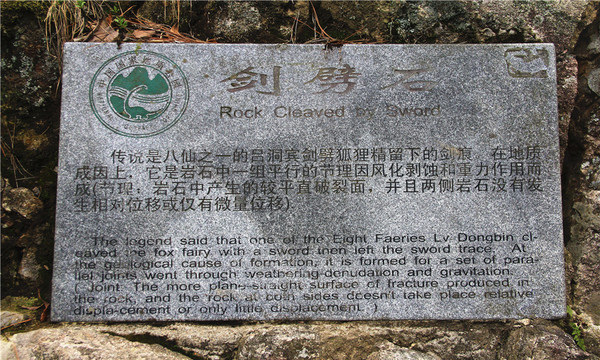 剑劈石
Rock Cleaved by Sword
传说是八仙之一的吕洞宾剑劈狐狸精留下的剑痕。在地质
成因上，它是岩石中一组平行的节理因风化剥蚀和重力作用而
成(节理：岩石中产生的较平直破裂面，并且两侧岩石没有发
生相对位移或仅有微量位移)
The legend said that one of the Eight Faeries Lv Dongbin cl-
eaved the fox fairy with a sword then left the sword trace. At
the geological cause of formation, it is formed for a set of para-
llel joints went through weathering-denudation and gravitation.
( Joint: The more plane-straight surface of fracture produced in
the rock, and the rock at both sides doesn't take place relative
displa-cement or only little displacement. )